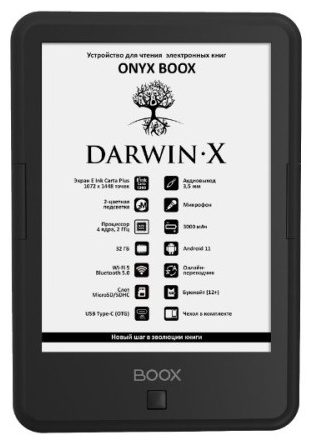 Устройство для чтения электронных книг
ONYX BOOX
DARWIN·X
Экран E Ink Carta Plus
1072 x 1448 точек
Аудиовыход
3,5 мм
2-цветная
подсветка
Микрофон
Процессор
4 ядра, 2 ГГц
3000 мАч
32 ГБ
Android 11
Wi-Fi 5
Bluetooth 5.0
Онлайн-
переводчик
Слот
MicroSD/SDHC
Букмейт (12+)
USB Type-C (OTG)
Чехол в комплекте
Новый шаг в эволюции книги
BOOX